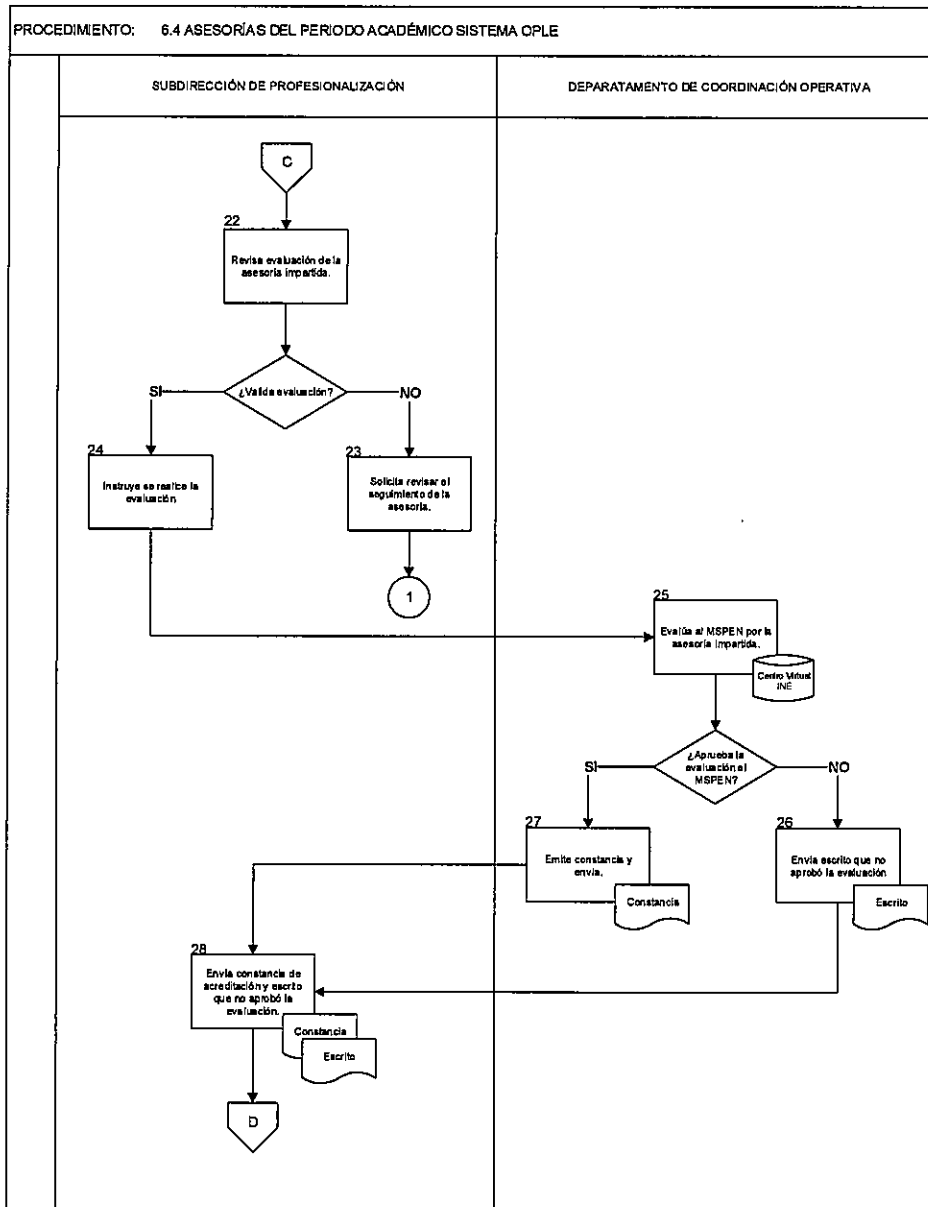 PROCEDIMIENTO: 6.4 ASESORÍAS DEL PERIODO ACADÉMICO SISTEMA OPLE
SUBDIRECCIÓN DE PROFESIONALIZACIÓN
DEPARATAMENTO DE COORDINACIÓN OPERATIVA
C
22
Revisa evaluación de la
asesoría impartida.
¿Valida evaluación?
SI
NO
24
Instruye se realice la
evaluación
23
Solicita revisar el
seguimiento de la
asesoría.
1
25
Evalúa al MSPEN por la
asesoría impartida.
Centro Virtual
INE
¿Aprueba la
evaluación el
MSPEN?
SI
NO
27
Emite constancia y
envía.
Constancia
26
Envía escrito que no
aprobó la evaluación
Escrito
28
Envía constancia de
acreditación y escrito
que no aprobó la
evaluación.
Constancia
Escrito
D